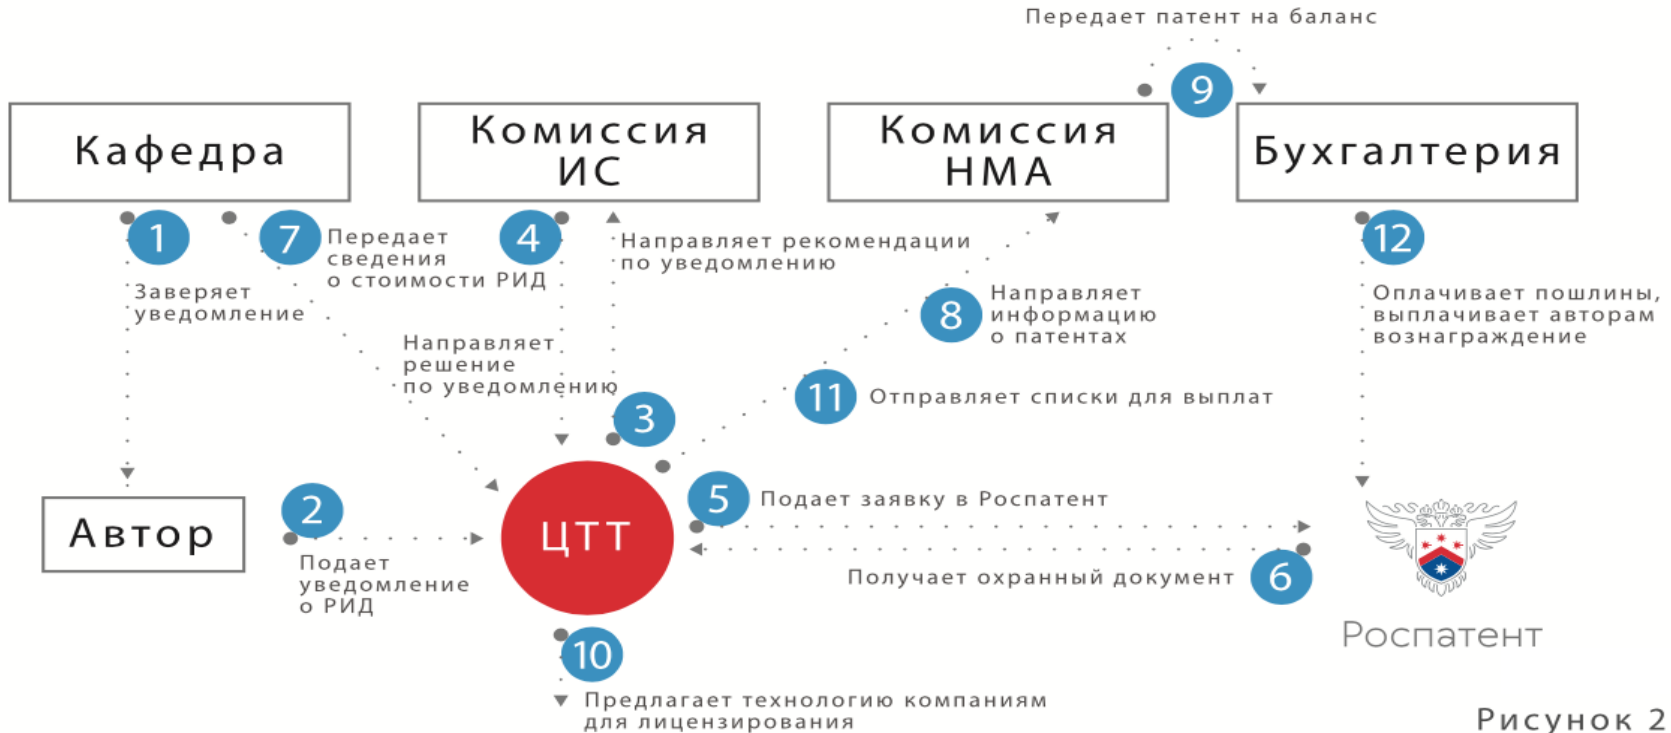 Передает патент на баланс
9
Кафедра
Комиссия
ИС
Комиссия
НМА
Бухгалтерия
1
Заверяет
уведомление
7
Передает
сведения
о стоимости РИД
4
Направляет
решение
по уведомлению
Направляет рекомендации
по уведомлению
3
8
Направляет
информацию
о патентах
11
Отправляет списки для выплат
12
Оплачивает пошлины,
выплачивает авторам
вознаграждение
Автор
2
Подает
уведомление
о РИД
ЦТТ
5
Подает заявку в Роспатент
Получает охранный документ
6
Роспатент
10
Предлагает технологию компаниям
для лицензирования
Рисунок 2